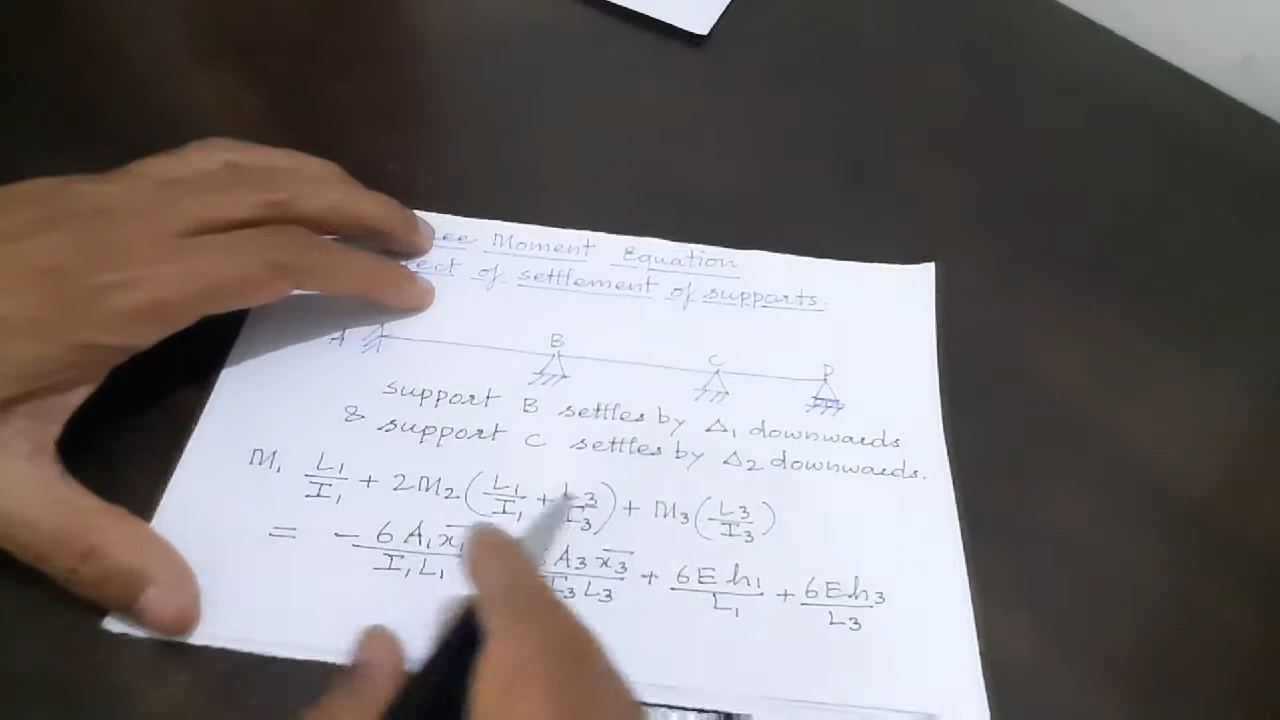 Moment Equation
of settlement of supports.
A B C D
support B settles by Δ₁ downwards
& support C settles by Δ₂ downwards.
M₁ L₁/I₁ + 2M₂(L₁/I₁ + L₃/I₃) + M₃(L₃/I₃)
= - 6A₁x̄₁/I₁L₁ A₃x̄₃/I₃L₃ + 6Eh₁/L₁ + 6Eh₃/L₃